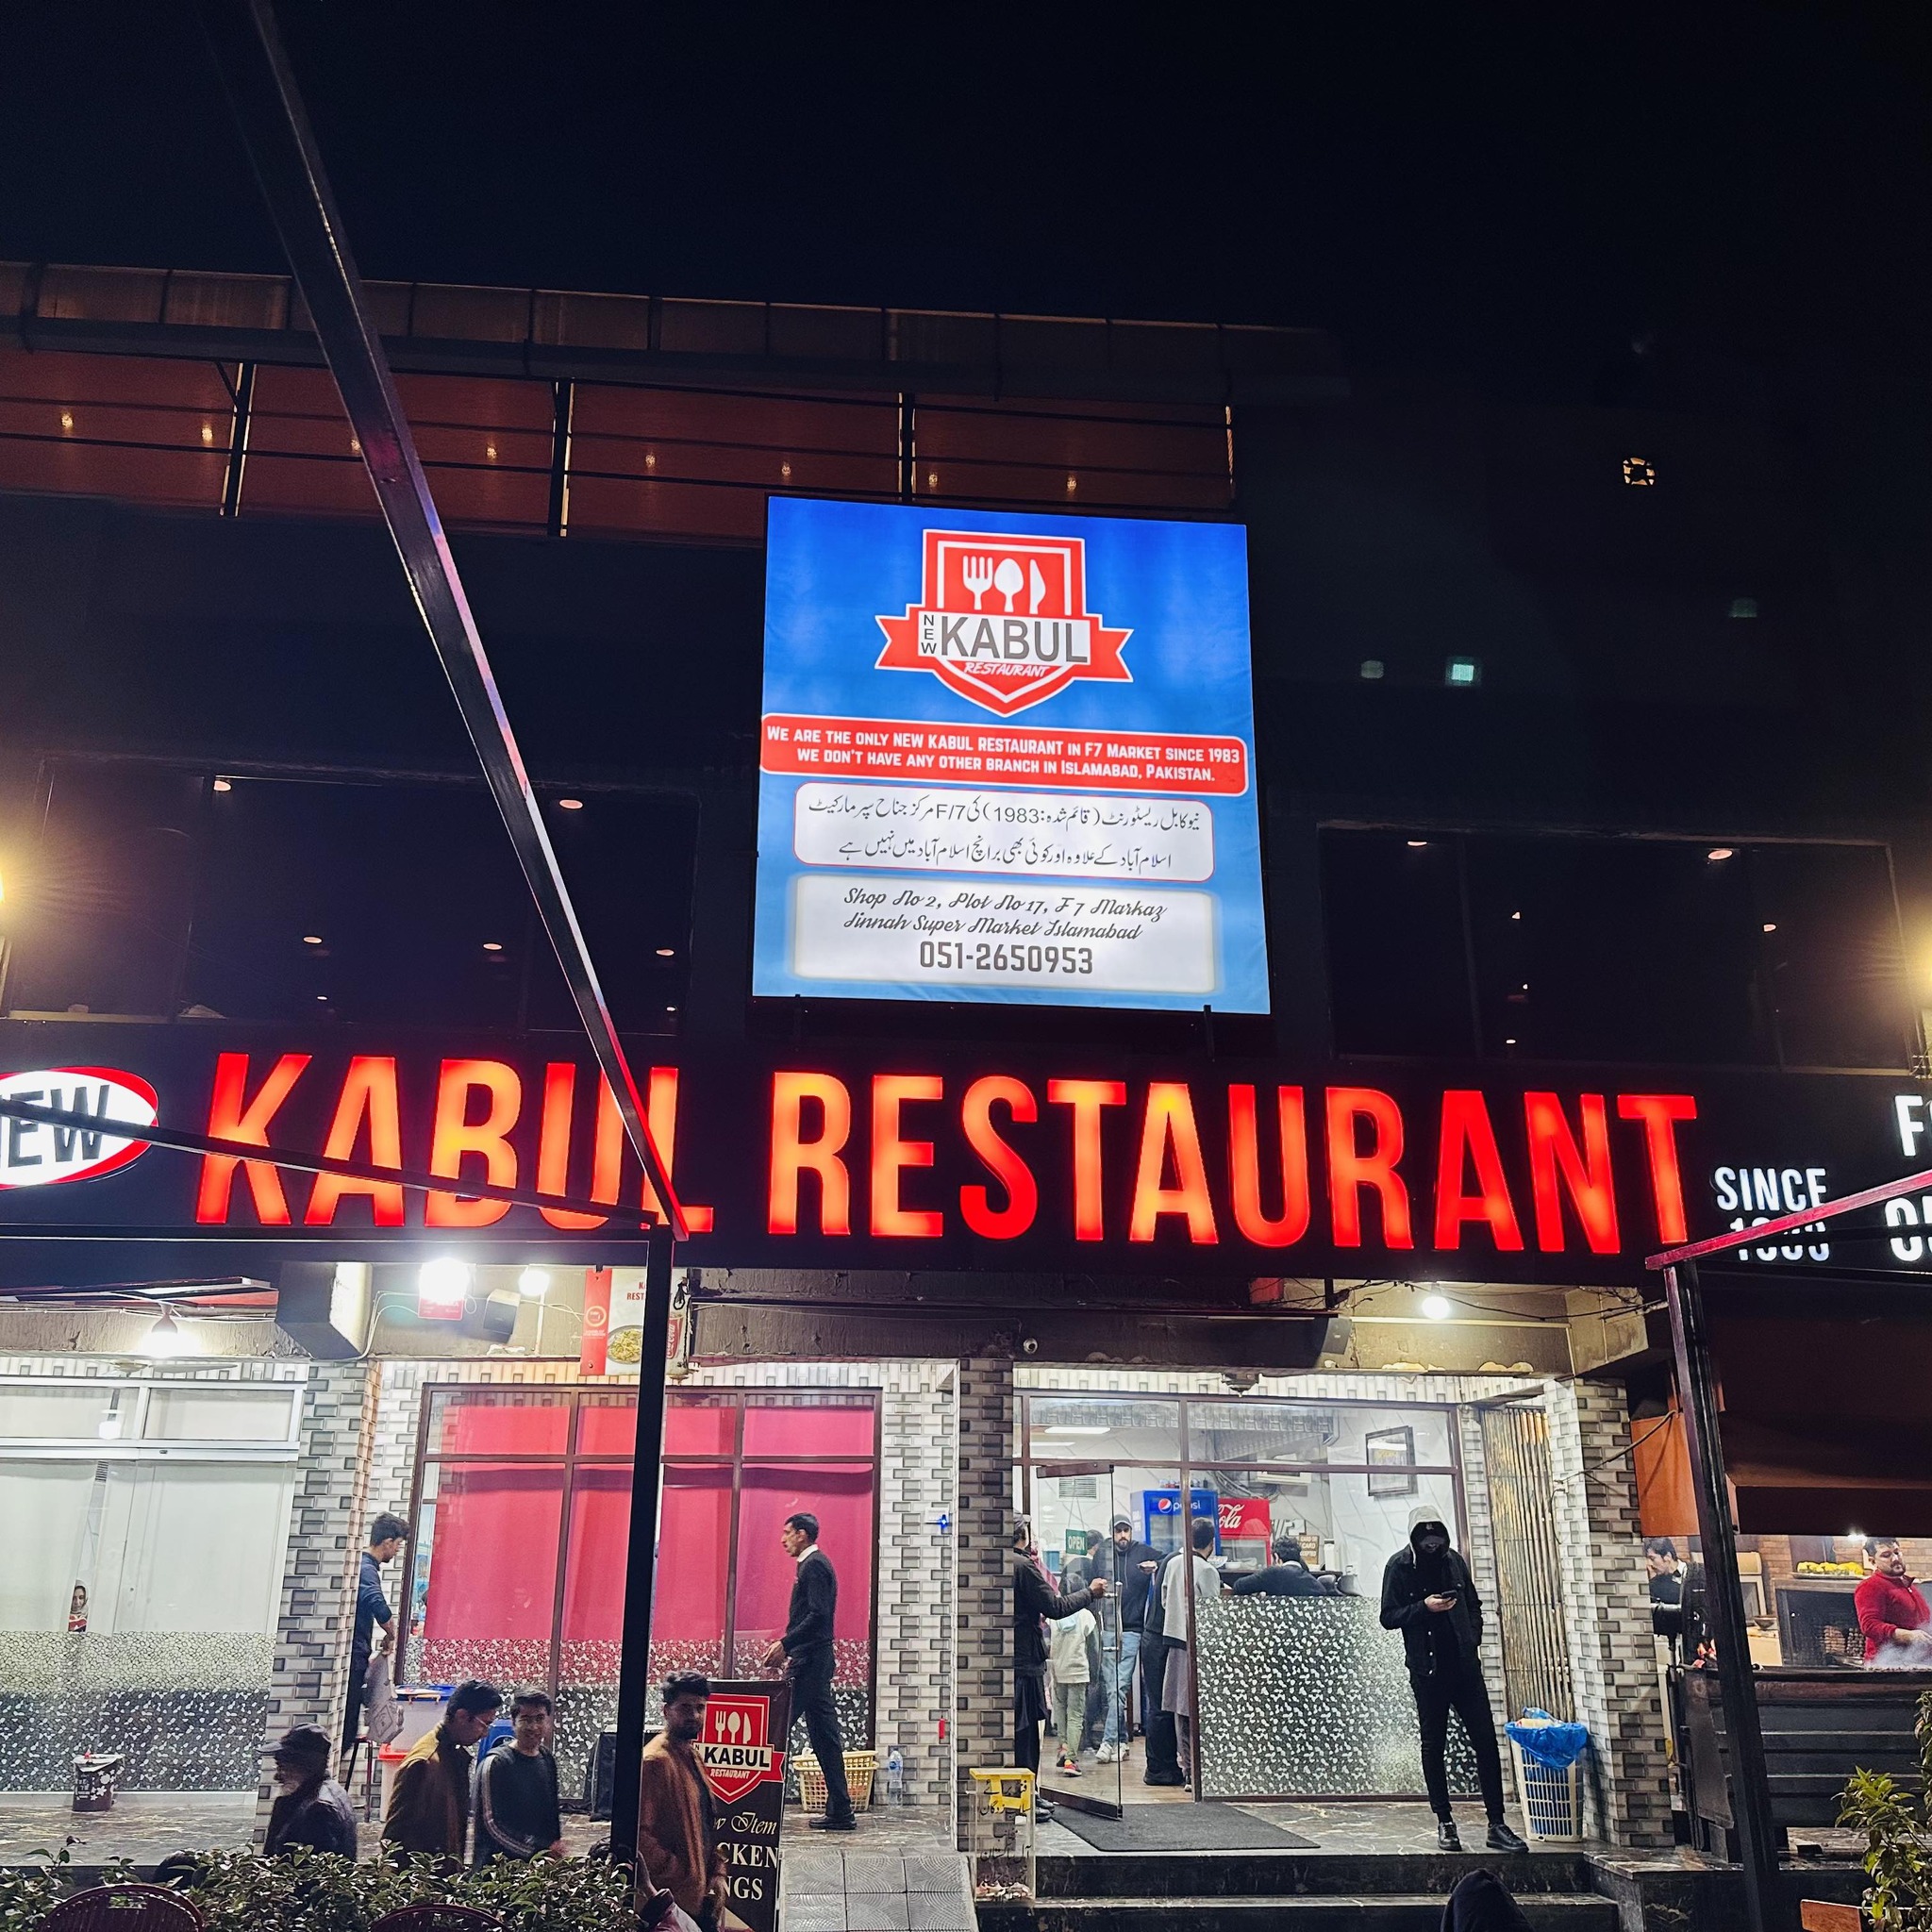 NEW
KABUL
RESTAURANT
WE ARE THE ONLY NEW KABUL RESTAURANT IN F7 MARKET SINCE 1983
WE DON'T HAVE ANY OTHER BRANCH IN ISLAMABAD, PAKISTAN.
نیو کابل ریسٹورنٹ (قائم شدہ: 1983) کی F/7 مرکز جناح سپر مارکیٹ
اسلام آباد کے علاوہ اور کوئی بھی برانچ اسلام آباد میں نہیں ہے
Shop No 2, Plot No 17, F 7 Markaz
Jinnah Super Market Islamabad
051-2650953
KABUL RESTAURANT
SINCE
pepsi
OPEN
KABUL
RESTAURANT
Item